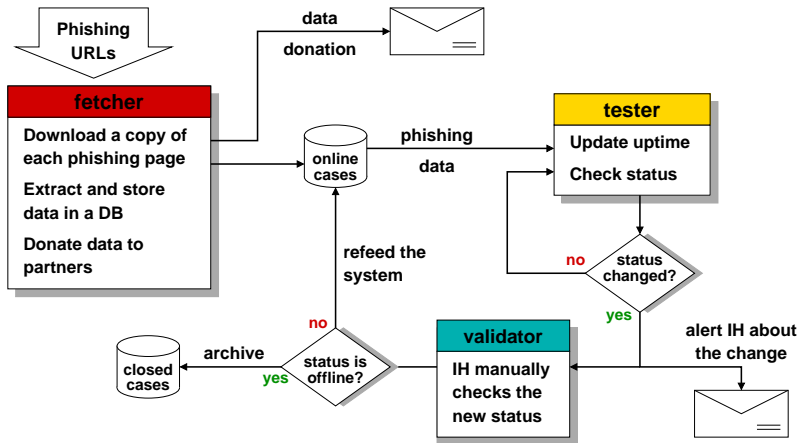 Phishing
URLs
data
donation
fetcher
Download a copy of
each phishing page
Extract and store
data in a DB
Donate data to
partners
online
cases
phishing
data
tester
Update uptime
Check status
refeed the
system
no
status
changed?
yes
no
status is
offline?
yes
archive
closed
cases
validator
IH manually
checks the
new status
alert IH about
the change